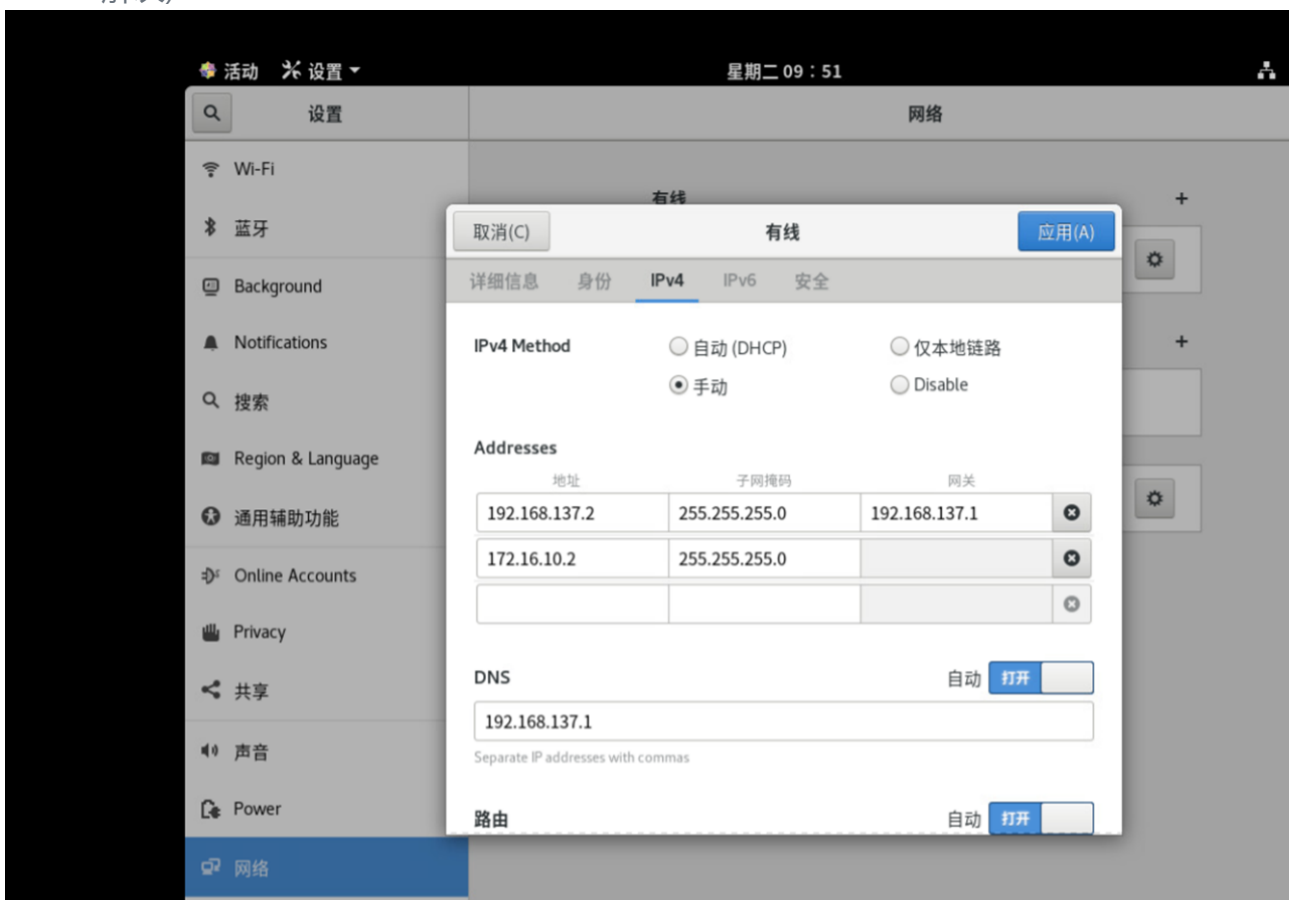 活动 设置 星期二 09：51
设置 网络
Wi-Fi
有线
蓝牙
取消(C) 有线 应用(A)
详细信息 身份 IPv4 IPv6 安全
Background
Notifications
IPv4 Method 自动 (DHCP) 仅本地链路
手动 Disable
搜索
Addresses
Region & Language
地址 子网掩码 网关
192.168.137.2 255.255.255.0 192.168.137.1
通用辅助功能
172.16.10.2 255.255.255.0
Online Accounts
Privacy
DNS 自动 打开
共享
192.168.137.1
声音
Separate IP addresses with commas
Power
路由 自动 打开
网络